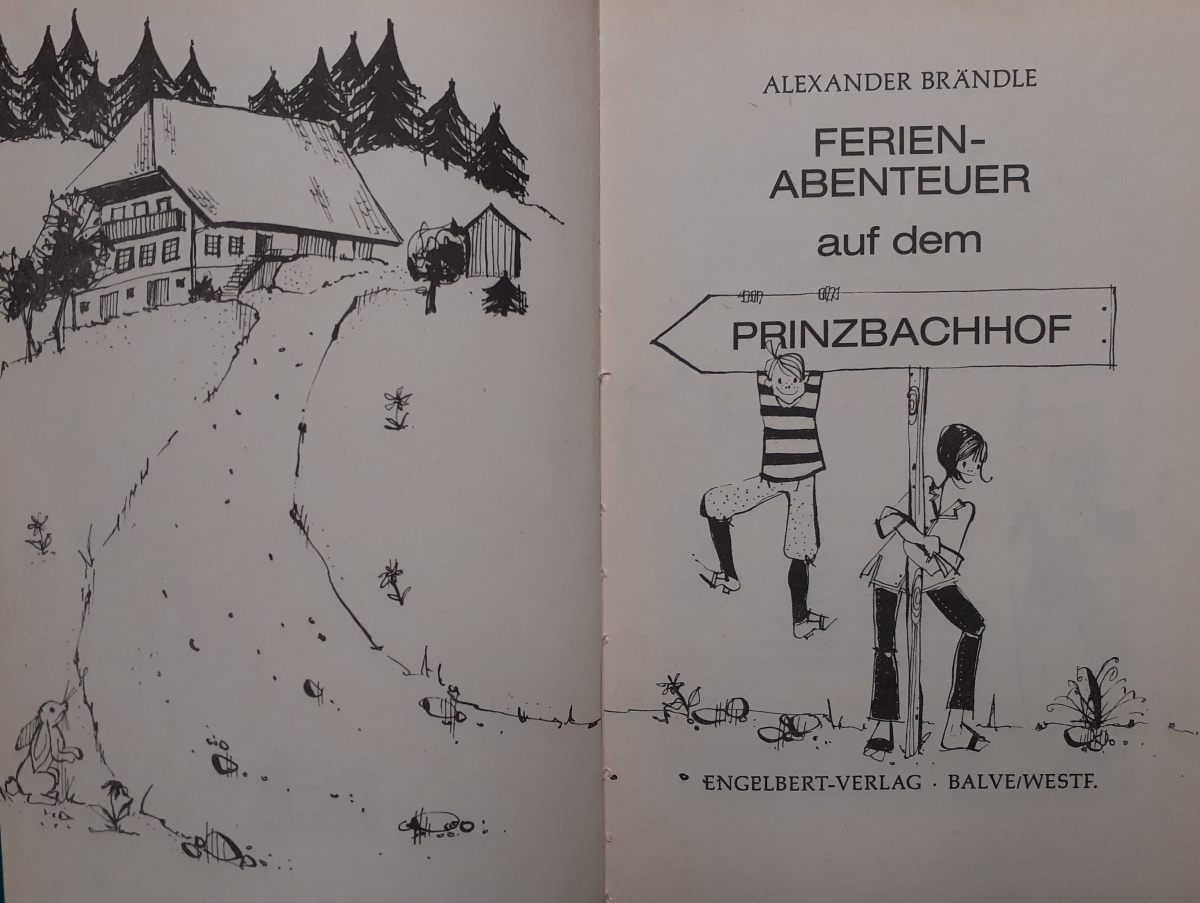 ALEXANDER BRÄNDLE
FERIEN-
ABENTEUER
auf dem
PRINZBACHHOF
ENGELBERT-VERLAG · BALVE/WESTF.